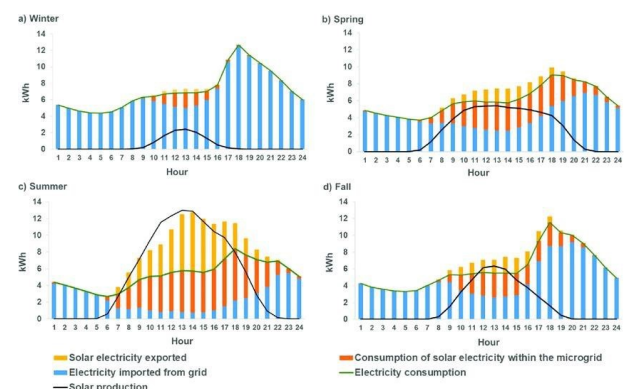 a) Winter
14
12
10
8
6
4
2
0
kWh
1 2 3 4 5 6 7 8 9 10 11 12 13 14 15 16 17 18 19 20 21 22 23 24
Hour
b) Spring
14
12
10
8
6
4
2
0
kWh
1 2 3 4 5 6 7 8 9 10 11 12 13 14 15 16 17 18 19 20 21 22 23 24
Hour
c) Summer
14
12
10
8
6
4
2
0
kWh
1 2 3 4 5 6 7 8 9 10 11 12 13 14 15 16 17 18 19 20 21 22 23 24
Hour
d) Fall
14
12
10
8
6
4
2
0
kWh
1 2 3 4 5 6 7 8 9 10 11 12 13 14 15 16 17 18 19 20 21 22 23 24
Hour
Solar electricity exported
Electricity imported from grid
Solar production
Consumption of solar electricity within the microgrid
Electricity consumption